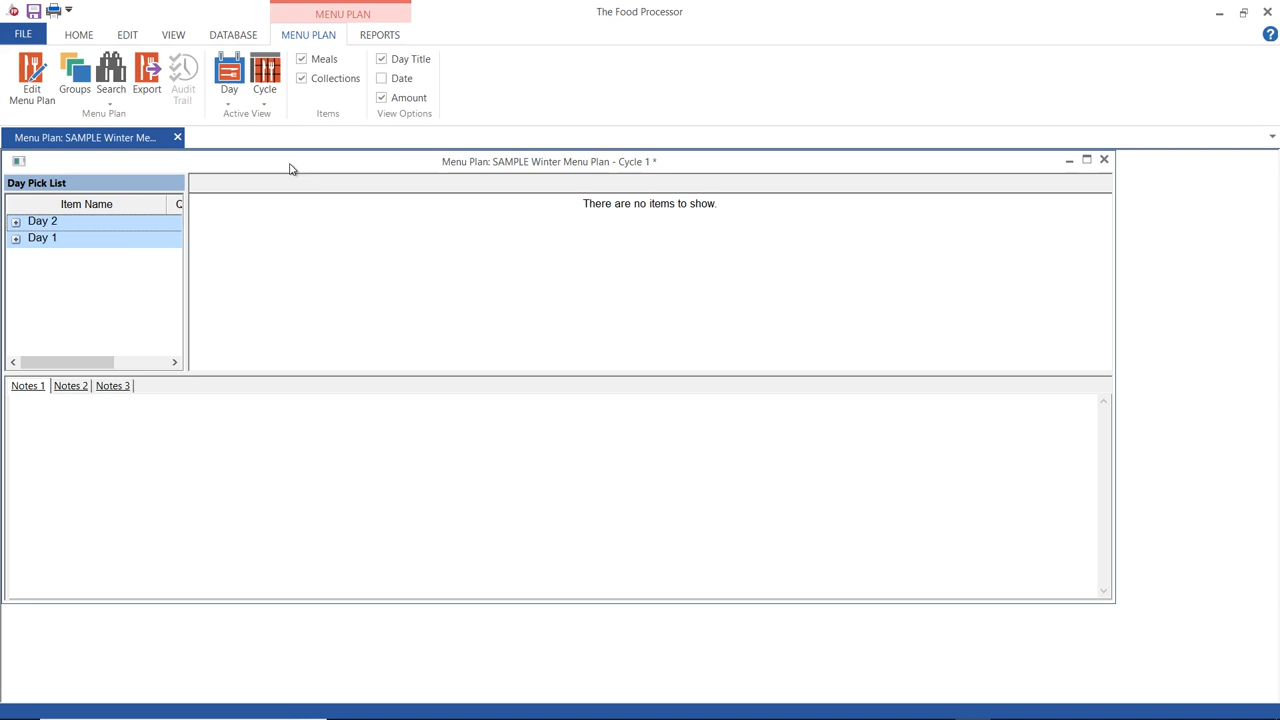 MENU PLAN
The Food Processor
FILE
HOME
EDIT
VIEW
DATABASE
MENU PLAN
REPORTS
Edit
Menu Plan
Groups
Search
Export
Audit
Trail
Menu Plan
Day
Cycle
Active View
Meals
Collections
Items
Day Title
Date
Amount
View Options
Menu Plan: SAMPLE Winter Me...
Menu Plan: SAMPLE Winter Menu Plan - Cycle 1 *
Day Pick List
Item Name
Day 2
Day 1
There are no items to show.
Notes 1
Notes 2
Notes 3